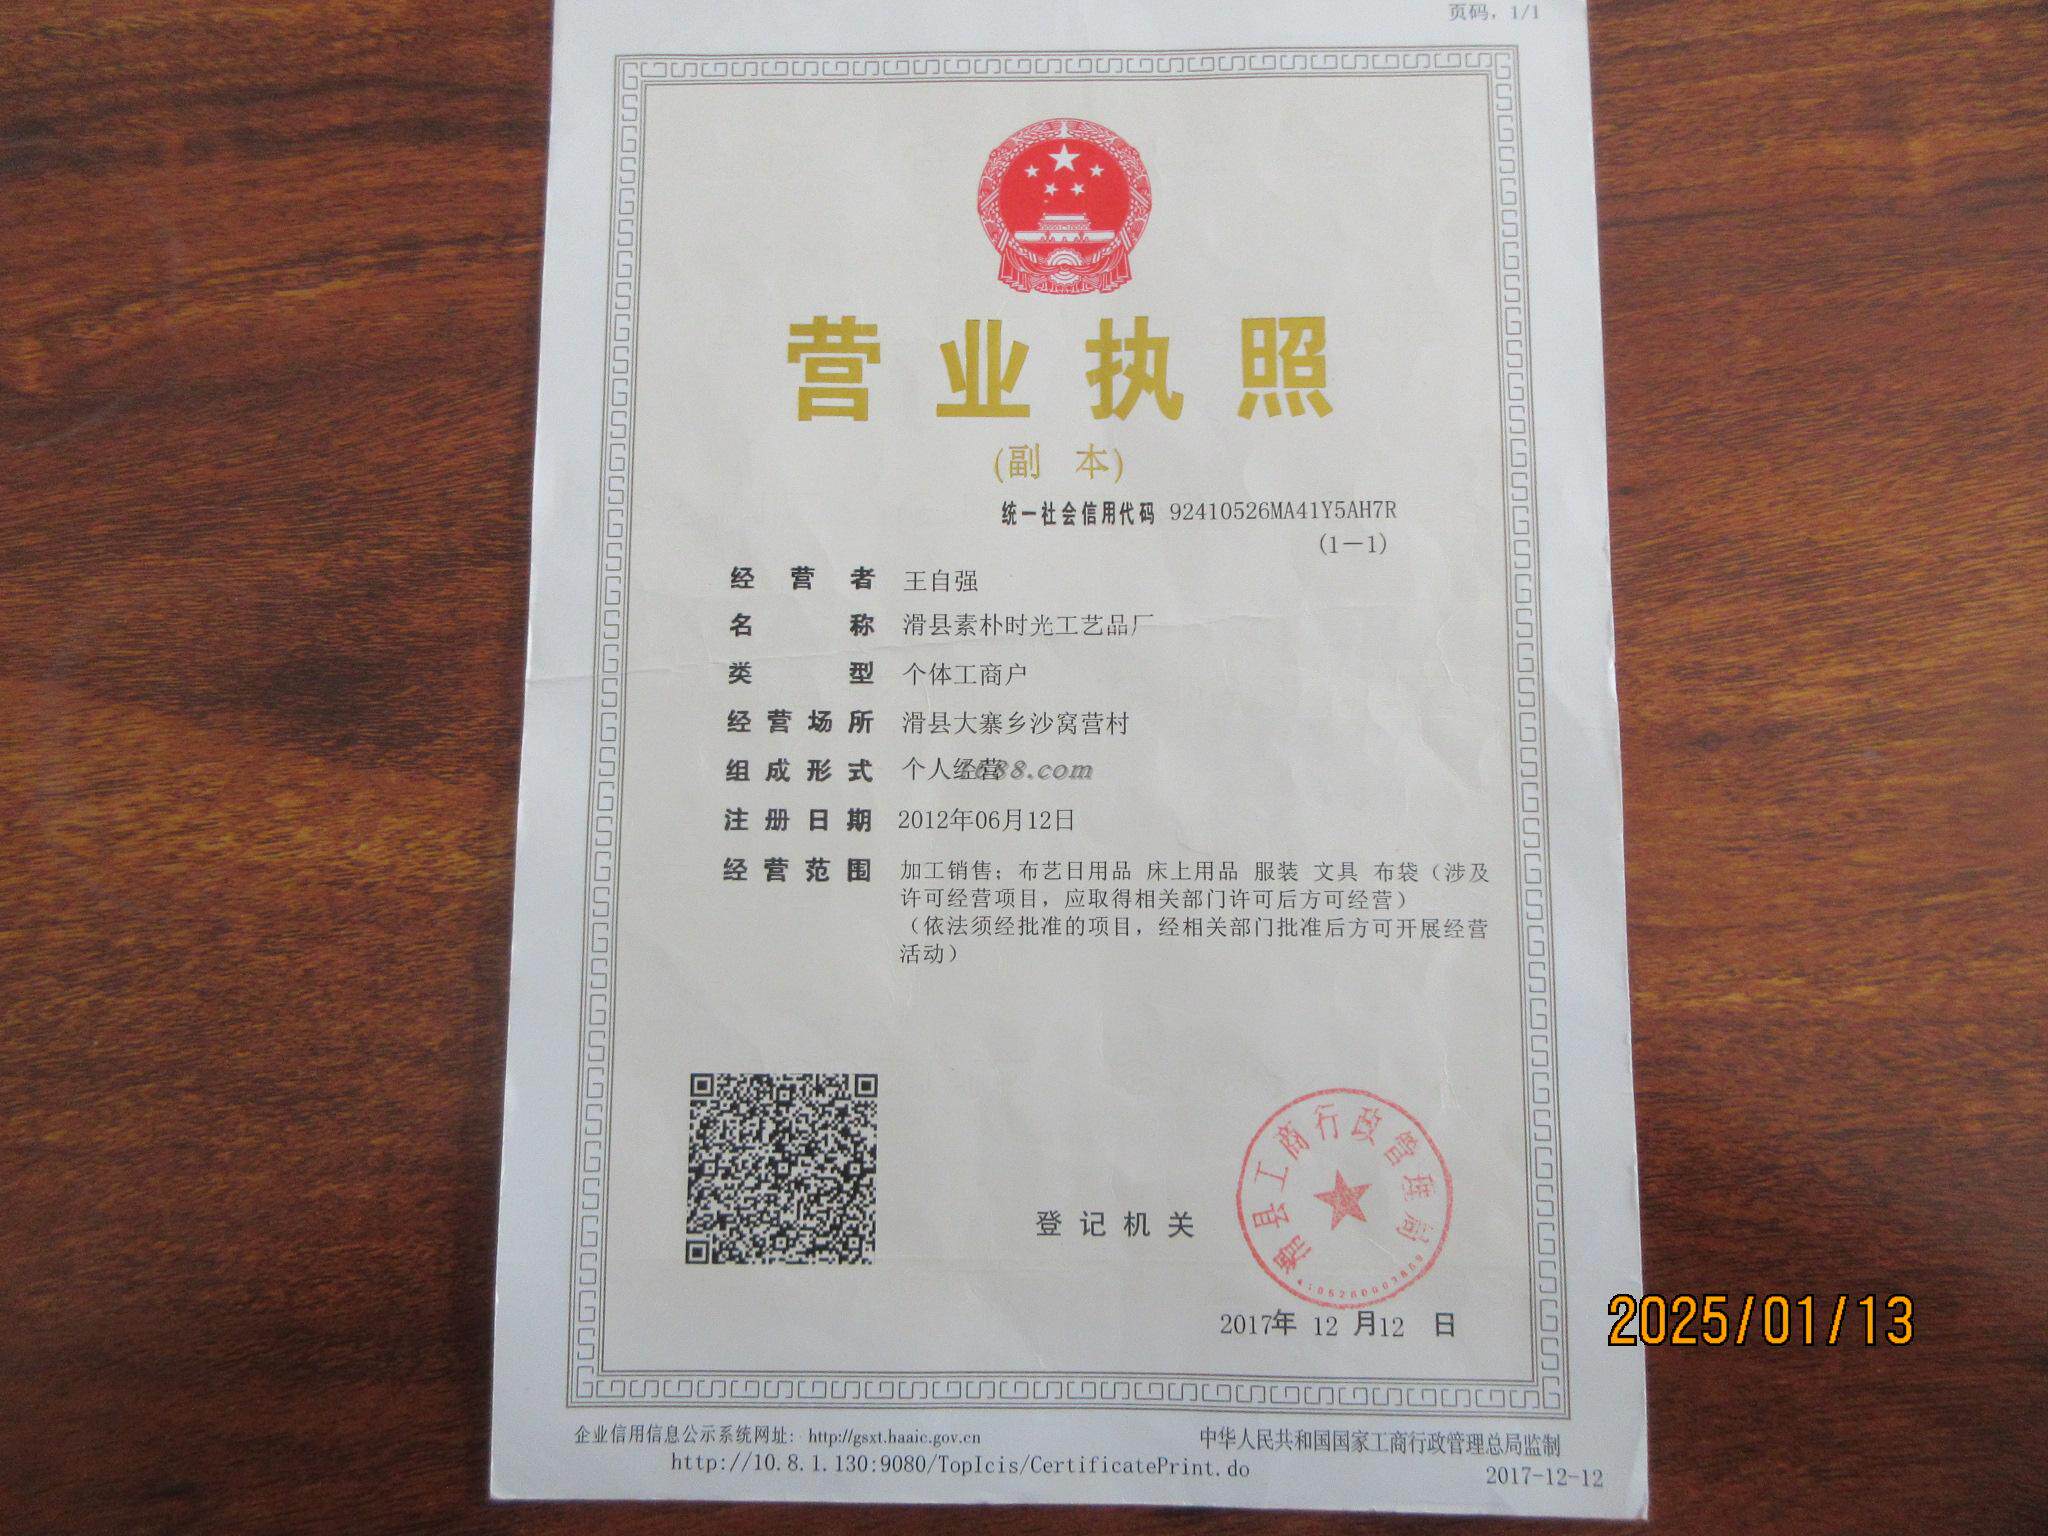 页码，1/1
营业执照
(副 本)
统一社会信用代码 92410526MA41Y5AH7R
(1－1)
经营者 王自强
名称 滑县素朴时光工艺品厂
类型 个体工商户
经营场所 滑县大寨乡沙窝营村
组成形式 个人经营
1688.com
注册日期 2012年06月12日
经营范围 加工销售；布艺日用品 床上用品 服装 文具 布袋（涉及
许可经营项目，应取得相关部门许可后方可经营）
（依法须经批准的项目，经相关部门批准后方可开展经营
活动）
滑县工商行政管理局
登记机关
2017年 12 月12 日
2025/01/13
企业信用信息公示系统网址：http://gsxt.haaic.gov.cn
中华人民共和国国家工商行政管理总局监制
http://10.8.1.130:9080/TopIcis/CertificatePrint.do
2017-12-12